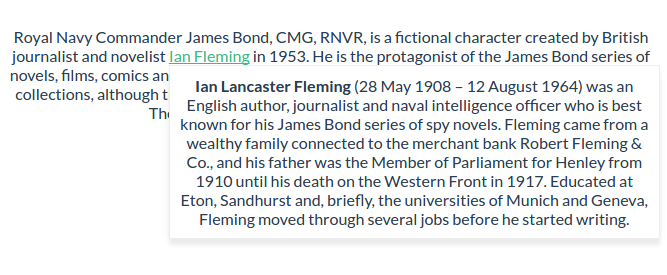 Royal Navy Commander James Bond, CMG, RNVR, is a fictional character created by British
journalist and novelist Ian Fleming in 1953. He is the protagonist of the James Bond series of
novels, films, comics an
collections, although t
Ian Lancaster Fleming (28 May 1908 – 12 August 1964) was an
English author, journalist and naval intelligence officer who is best
known for his James Bond series of spy novels. Fleming came from a
wealthy family connected to the merchant bank Robert Fleming &
Co., and his father was the Member of Parliament for Henley from
1910 until his death on the Western Front in 1917. Educated at
Eton, Sandhurst and, briefly, the universities of Munich and Geneva,
Fleming moved through several jobs before he started writing.